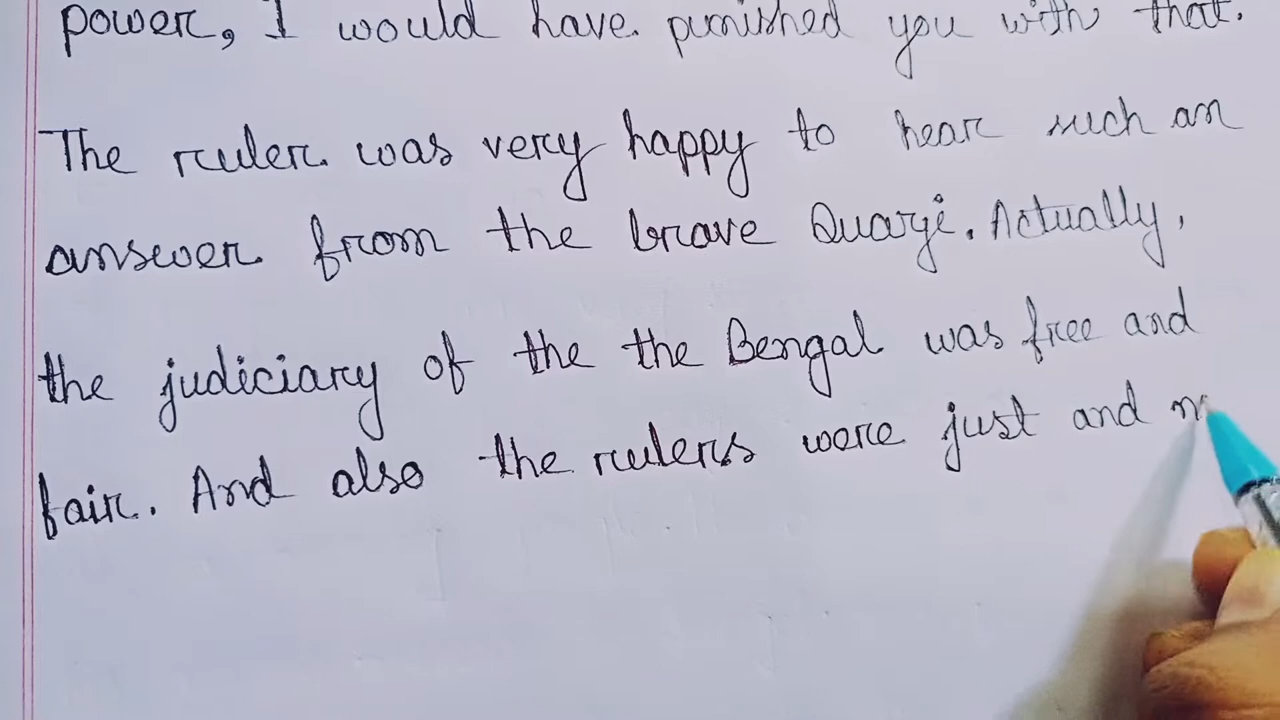 power, I would have punished you with that.
The ruler was very happy to hear such an
answer from the brave Quazi. Actually,
the judiciary of the the Bengal was free and
fair. And also the rulers were just and